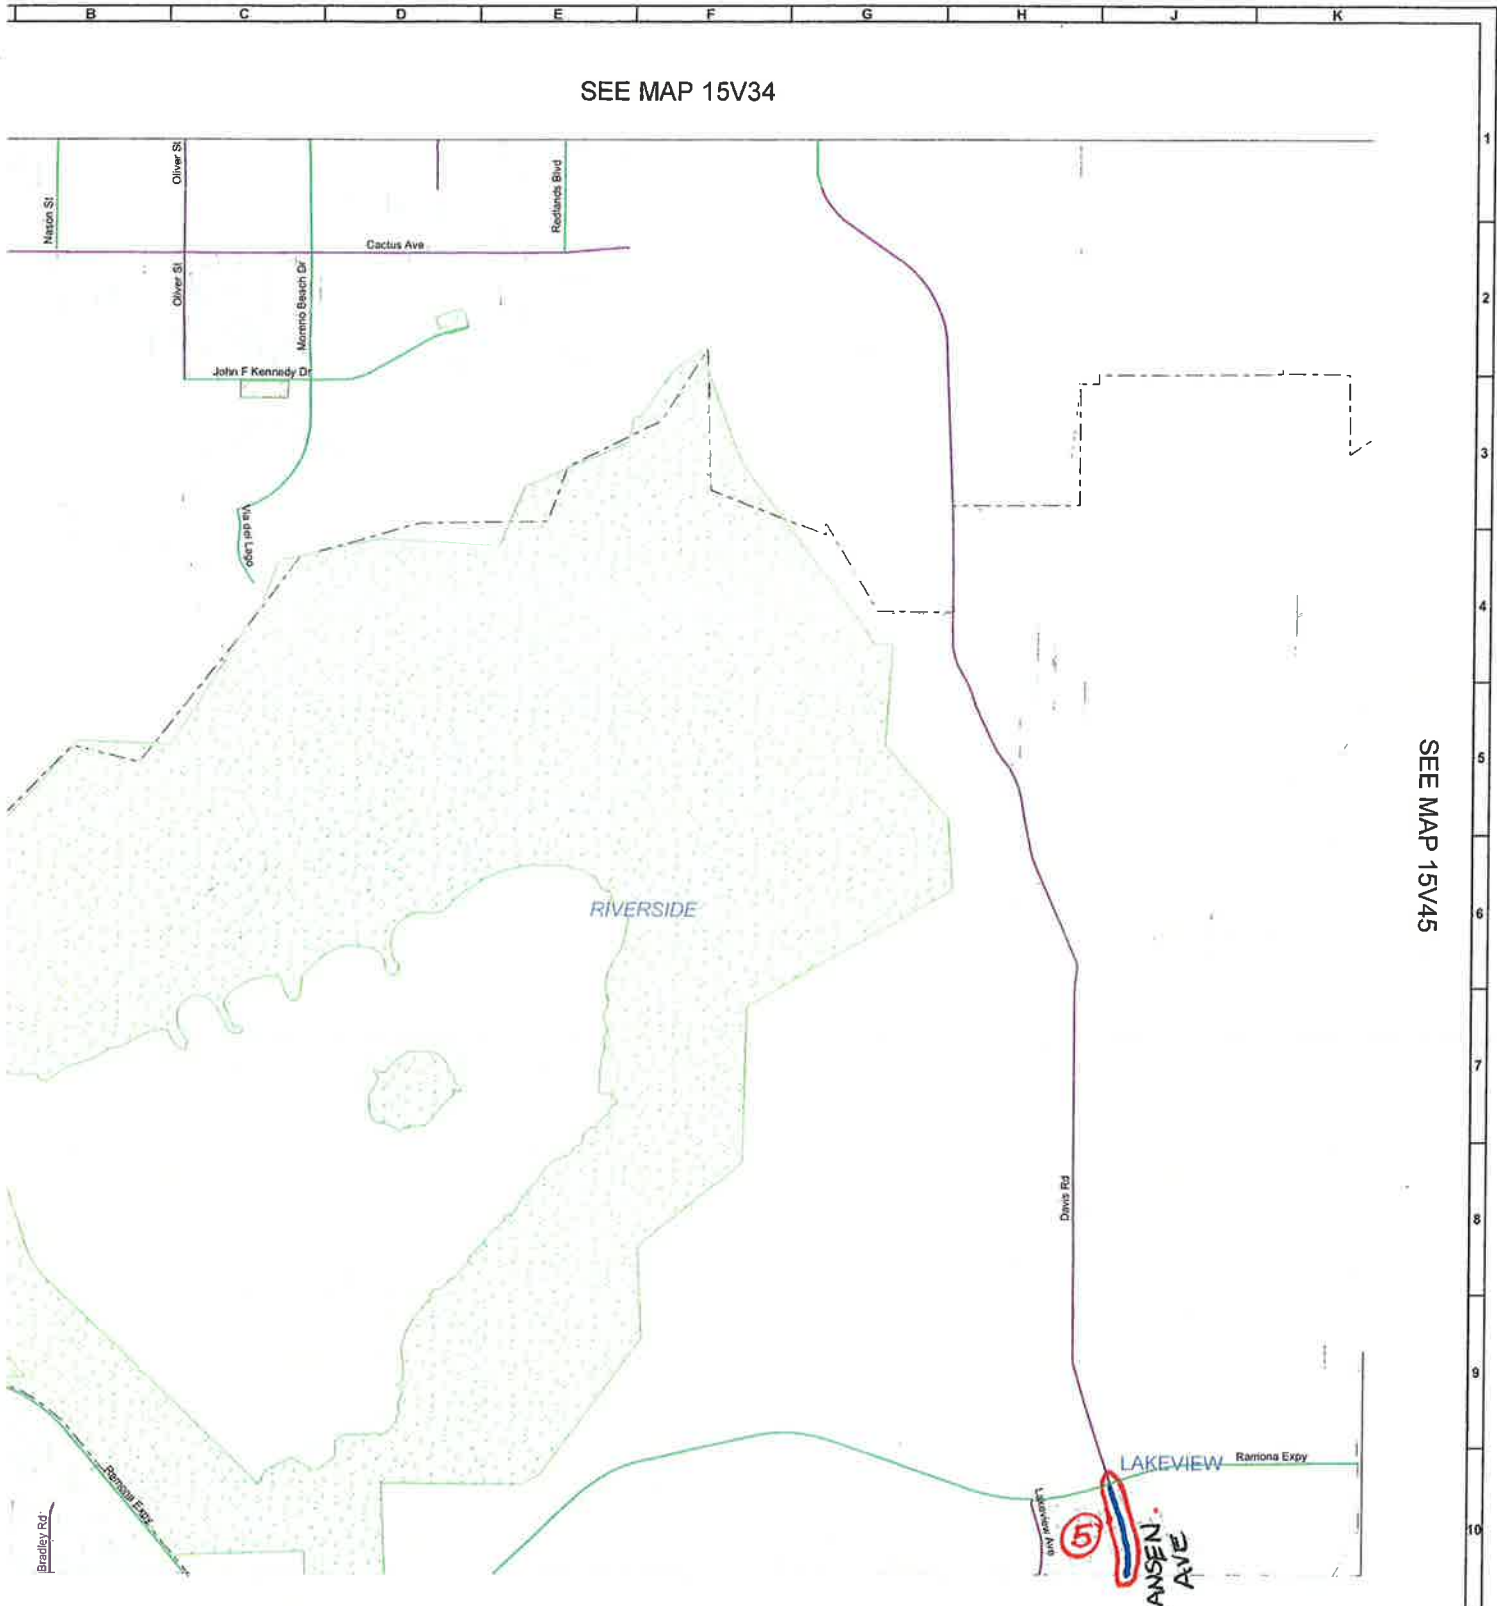 B C D E F G H J K
SEE MAP 15V34
1
Oliver St
Nason St
Redlands Blvd
Cactus Ave
Oliver St
Moreno Beach Dr
2
John F Kennedy Dr
3
Via del Lago
4
5
SEE MAP 15V45
RIVERSIDE
6
7
Davis Rd
8
9
LAKEVIEW
Ramona Expy
Ramona Expy
Lakeview Ave
Bradley Rd
5
10
ANSEN
AVE